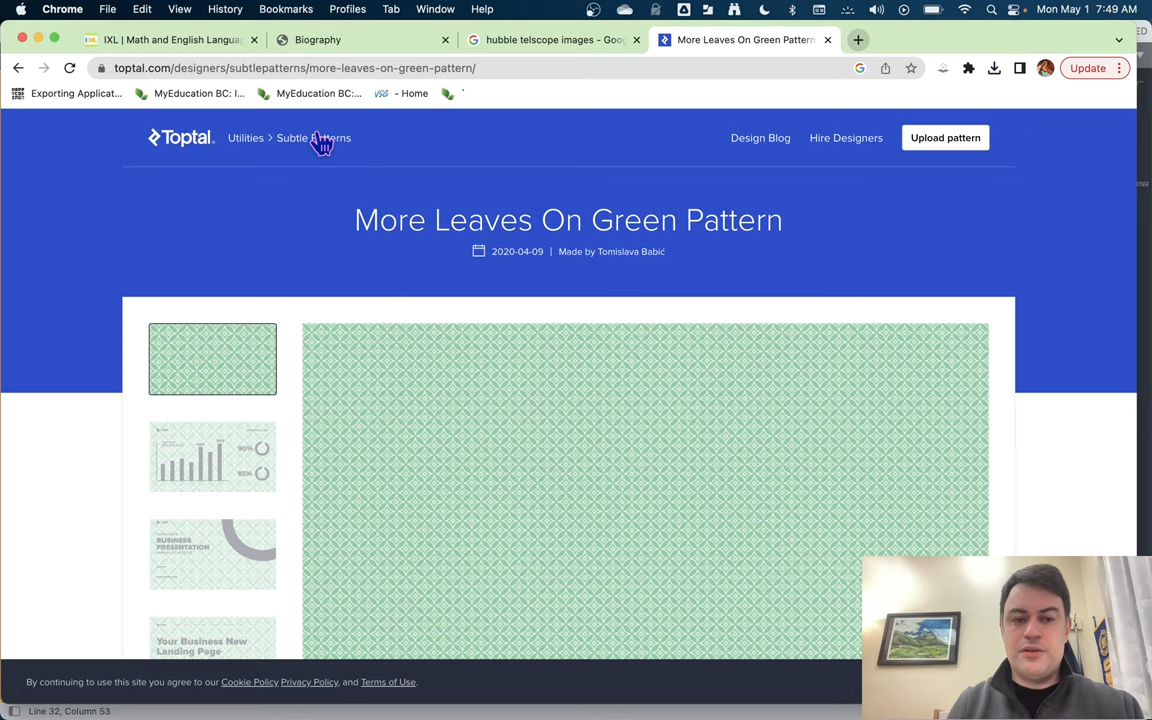 Chrome File Edit View History Bookmarks Profiles Tab Window Help Mon May 1 7:49 AM
IXL | Math and English Langua
Biography
hubble telscope images - Goo
More Leaves On Green Pattern
toptal.com/designers/subtlepatterns/more-leaves-on-green-pattern/
Update
Exporting Applicat...
MyEducation BC: I...
MyEducation BC:...
- Home
Toptal
Utilities > Subtle Patterns
Design Blog
Hire Designers
Upload pattern
More Leaves On Green Pattern
2020-04-09 | Made by Tomislava Babić
90%
BUSINESS
PRESENTATION
Your Business New
Landing Page
By continuing to use this site you agree to our Cookie Policy Privacy Policy, and Terms of Use.
Line 32, Column 53